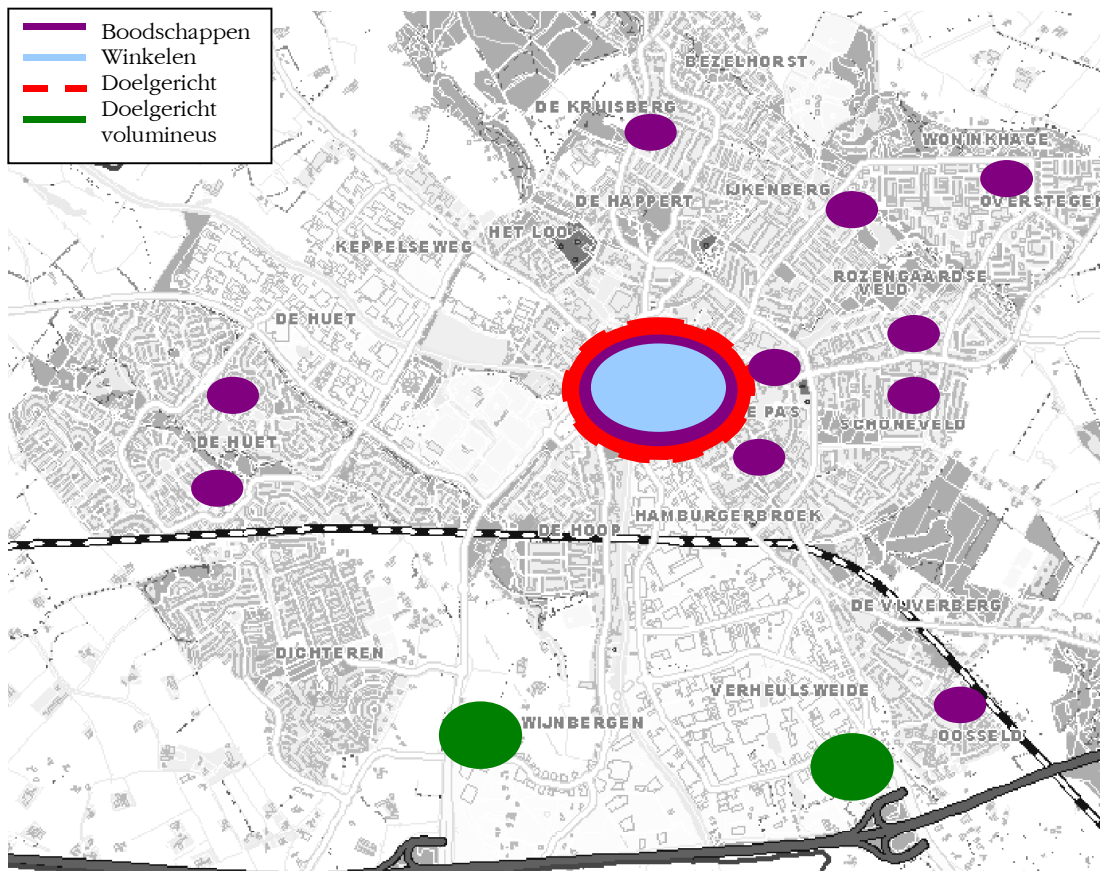 Boodschappen
Winkelen
Doelgericht
Doelgericht
volumineus
BEZELHORST
DE KRUISBERG
WONINKHAGE
IJKENBERG
DE HAPPERT
OVERSTEGEN
HET LOO
KEPPELSEWEG
ROZENGAARDSE
VELD
DE HUET
E PAS
SCHÖNEVELD
DE HUET
HAMBURGERBROEK
DE HOOP
DE VIJVERBERG
DICHTEREN
VERHEULSWEIDE
WIJNBERGEN
OOSSELD